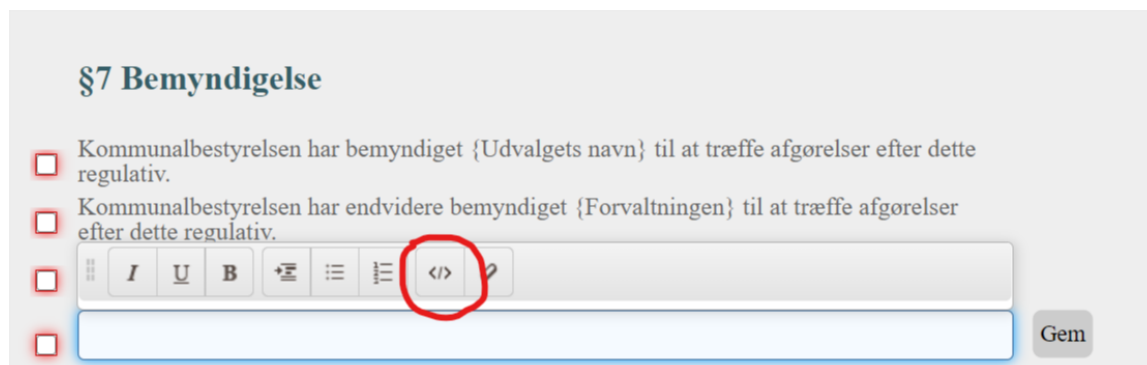 §7 Bemyndigelse
Kommunalbestyrelsen har bemyndiget {Udvalgets navn} til at træffe afgørelser efter dette
regulativ.
Kommunalbestyrelsen har endvidere bemyndiget {Forvaltningen} til at træffe afgørelser
efter dette regulativ.
I U B </>
Gem